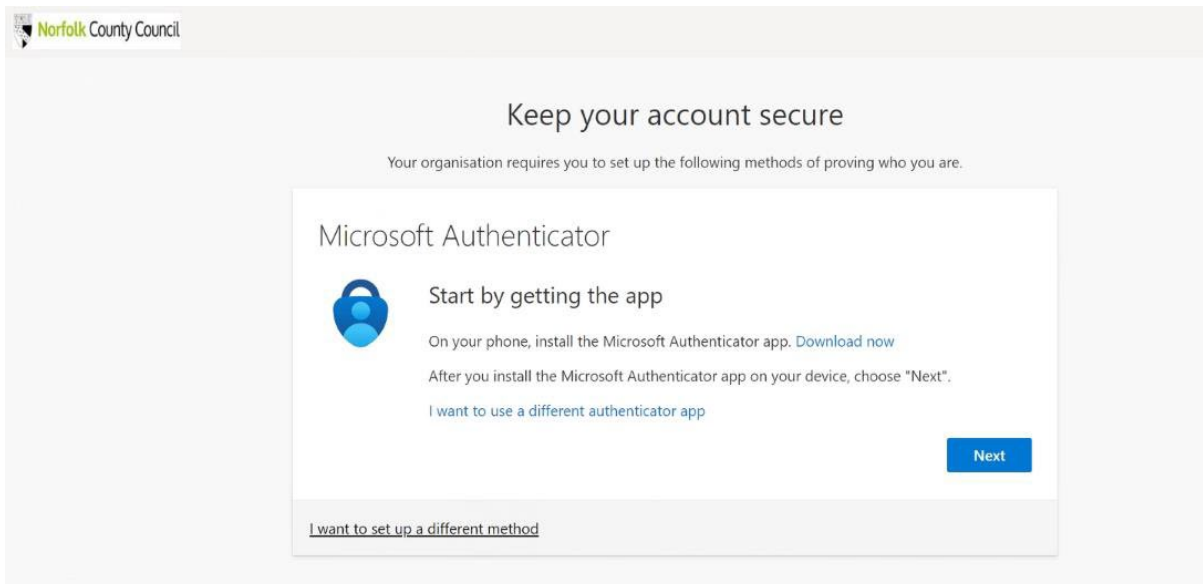 Norfolk County Council
Keep your account secure
Your organisation requires you to set up the following methods of proving who you are.
Microsoft Authenticator
Start by getting the app
On your phone, install the Microsoft Authenticator app. Download now
After you install the Microsoft Authenticator app on your device, choose "Next".
I want to use a different authenticator app
Next
I want to set up a different method